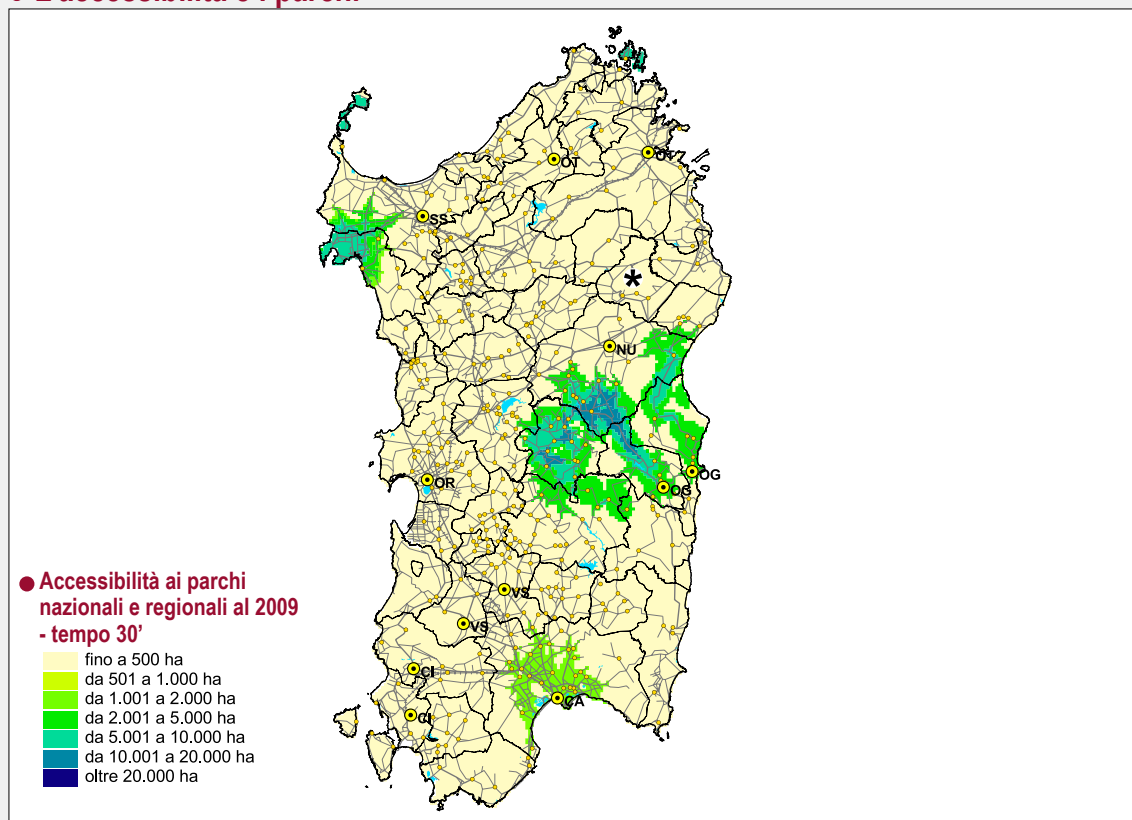 OT
OT
SS
*
NU
OG
OG
OR
VS
VS
CI
CA
CI
Accessibilità ai parchi
nazionali e regionali al 2009
- tempo 30'
fino a 500 ha
da 501 a 1.000 ha
da 1.001 a 2.000 ha
da 2.001 a 5.000 ha
da 5.001 a 10.000 ha
da 10.001 a 20.000 ha
oltre 20.000 ha